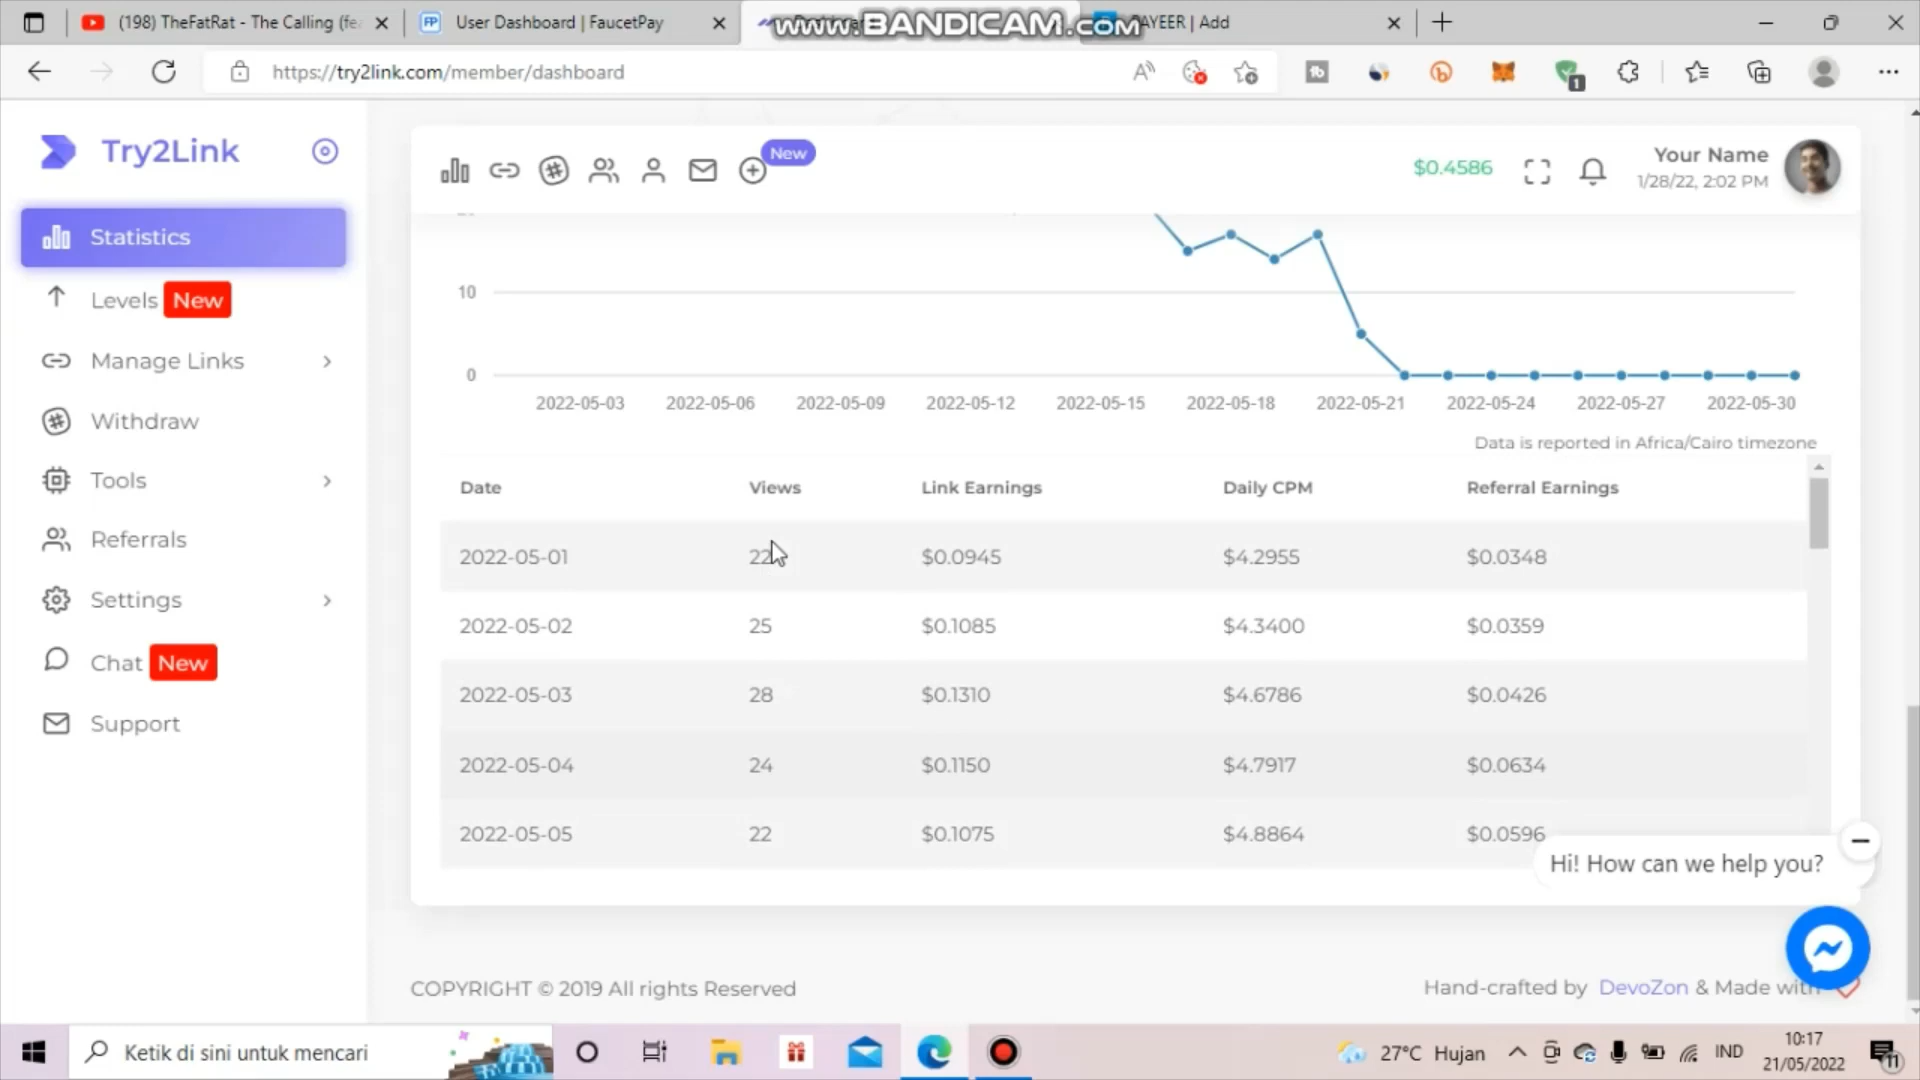 (198) TheFatRat - The Calling (fe
User Dashboard | FaucetPay
www.BANDICAM.com
PAYEER | Add
https://try2link.com/member/dashboard
1
Try2Link
New
$0.4586
Your Name
1/28/22, 2:02 PM
Statistics
Levels New
Manage Links
Withdraw
Tools
Referrals
Settings
Chat New
Support
10
0
2022-05-03 2022-05-06 2022-05-09 2022-05-12 2022-05-15 2022-05-18 2022-05-21 2022-05-24 2022-05-27 2022-05-30
Data is reported in Africa/Cairo timezone
Date Views Link Earnings Daily CPM Referral Earnings
2022-05-01 22 $0.0945 $4.2955 $0.0348
2022-05-02 25 $0.1085 $4.3400 $0.0359
2022-05-03 28 $0.1310 $4.6786 $0.0426
2022-05-04 24 $0.1150 $4.7917 $0.0634
2022-05-05 22 $0.1075 $4.8864 $0.0596
Hi! How can we help you?
COPYRIGHT © 2019 All rights Reserved
Hand-crafted by DevoZon & Made with
Ketik di sini untuk mencari
27°C Hujan
IND
10:17
21/05/2022
11